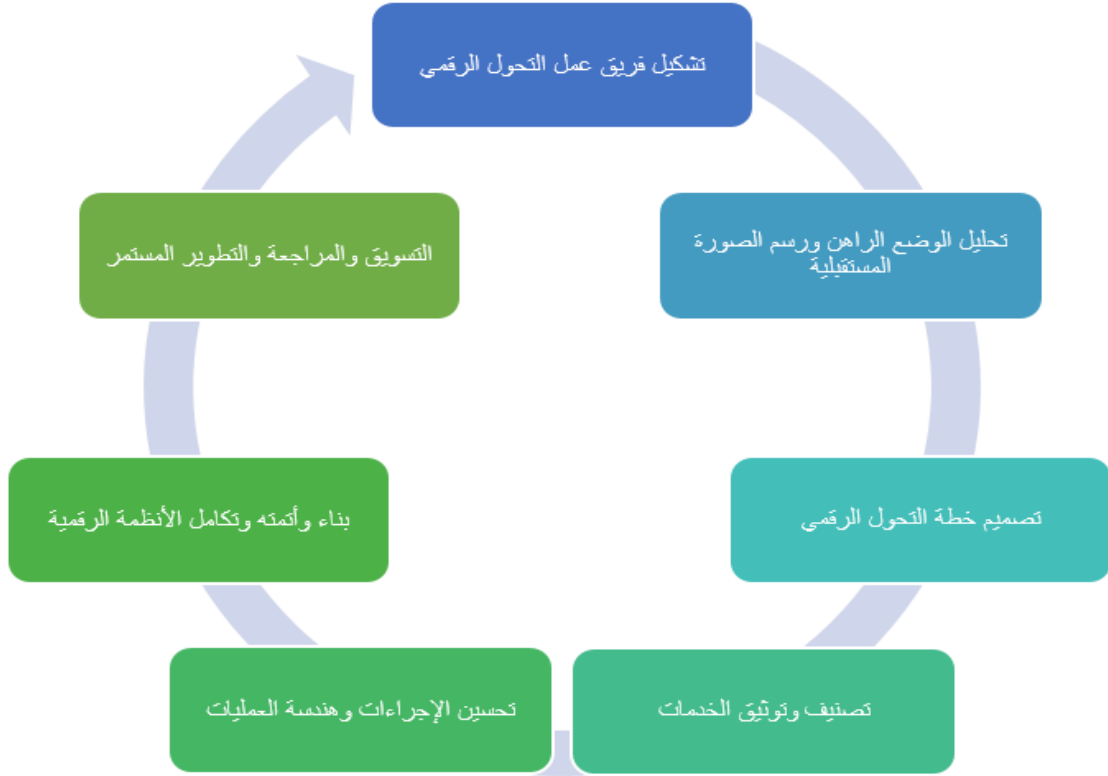 تشكيل فريق عمل التحول الرقمي
تحليل الوضع الراهن ورسم الصورة
المستقبلية
تصميم خطة التحول الرقمي
تصنيف وتوثيق الخدمات
تحسين الإجراءات وهندسة العمليات
بناء وأتمته وتكامل الأنظمة الرقمية
التسويق والمراجعة والتطوير المستمر